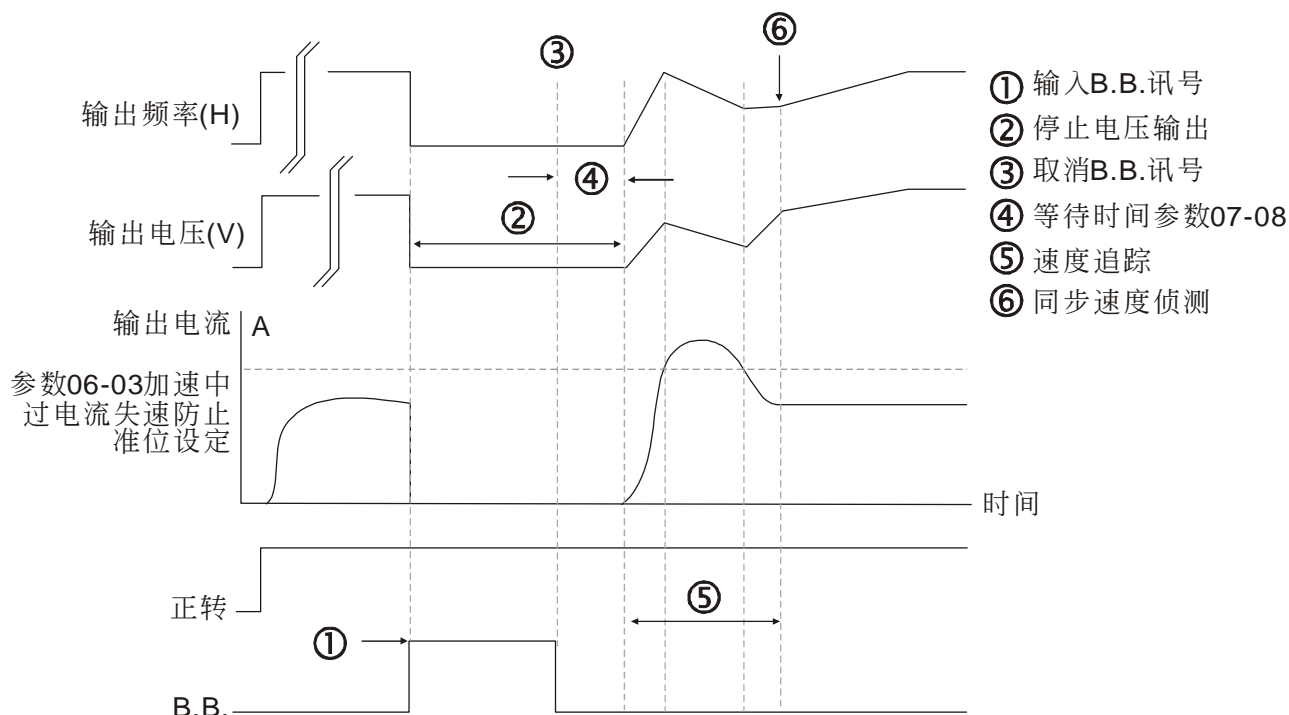 ⑥
③
输出频率(H)
④
②
输出电压(V)
① 输入B.B.讯号
② 停止电压输出
③ 取消B.B.讯号
④ 等待时间参数07-08
⑤ 速度追踪
⑥ 同步速度侦测
输出电流 A
参数06-03加速中
过电流失速防止
准位设定
时间
正转
⑤
①
B.B.